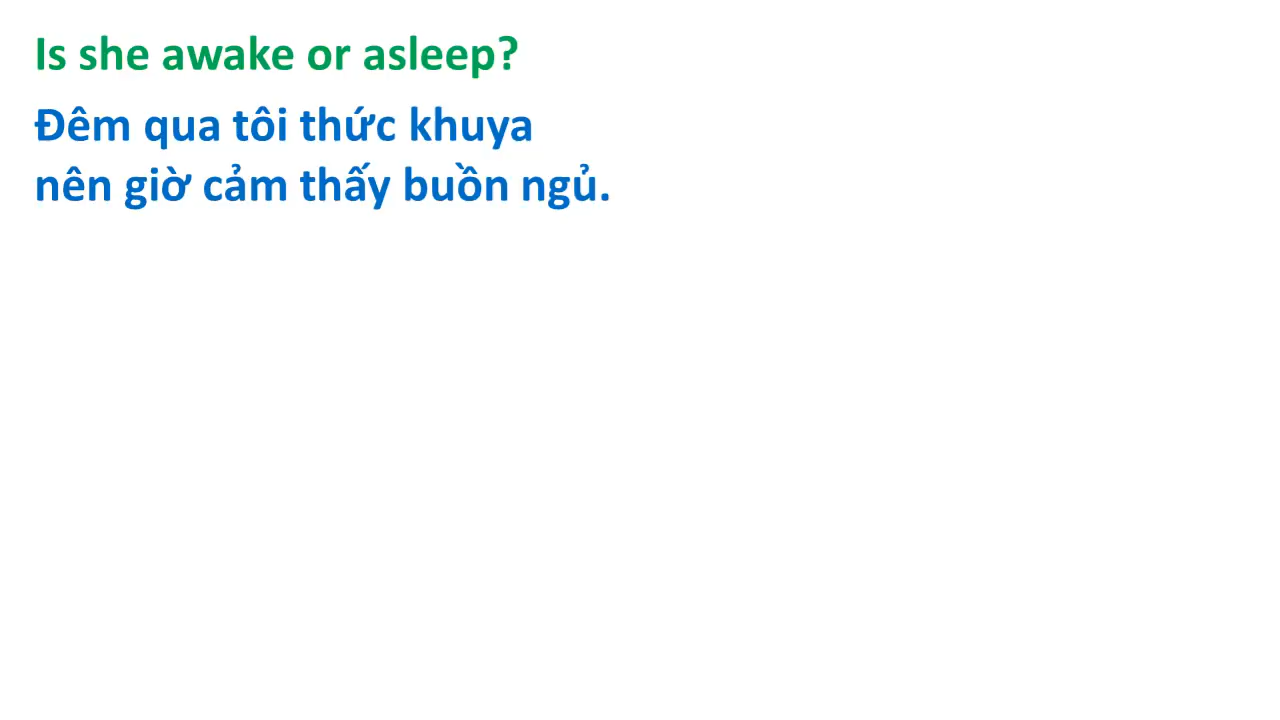 Is she awake or asleep?
Đêm qua tôi thức khuya
nên giờ cảm thấy buồn ngủ.